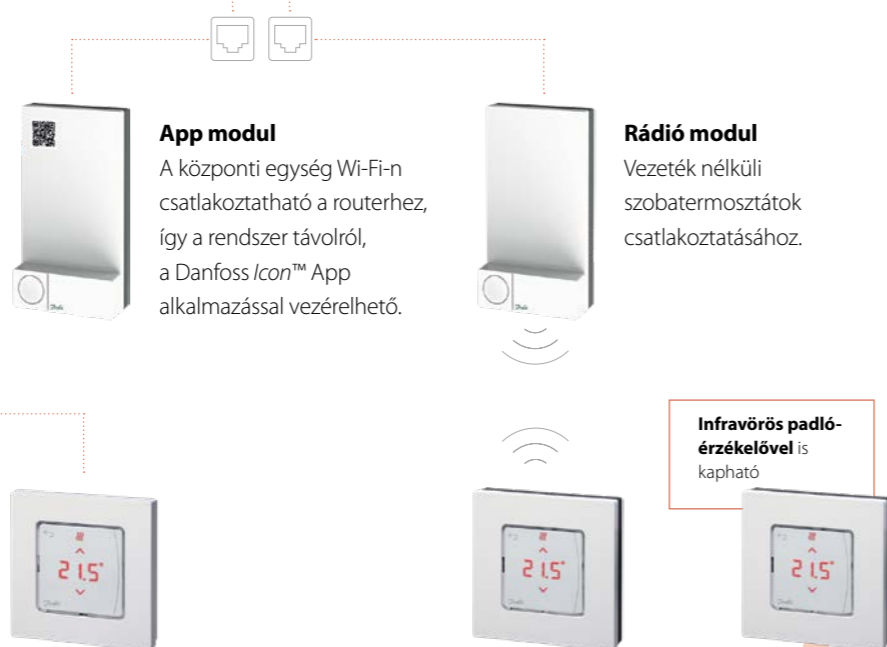 App modul
A központi egység Wi-Fi-n
csatlakoztatható a routerhez,
így a rendszer távolról,
a Danfoss Icon™ App
alkalmazással vezérelhető.
Rádió modul
Vezeték nélküli
szobatermosztátok
csatlakoztatásához.
Infravörös padló-
érzékelővel is
kapható
21.5°
21.5°
21.5°